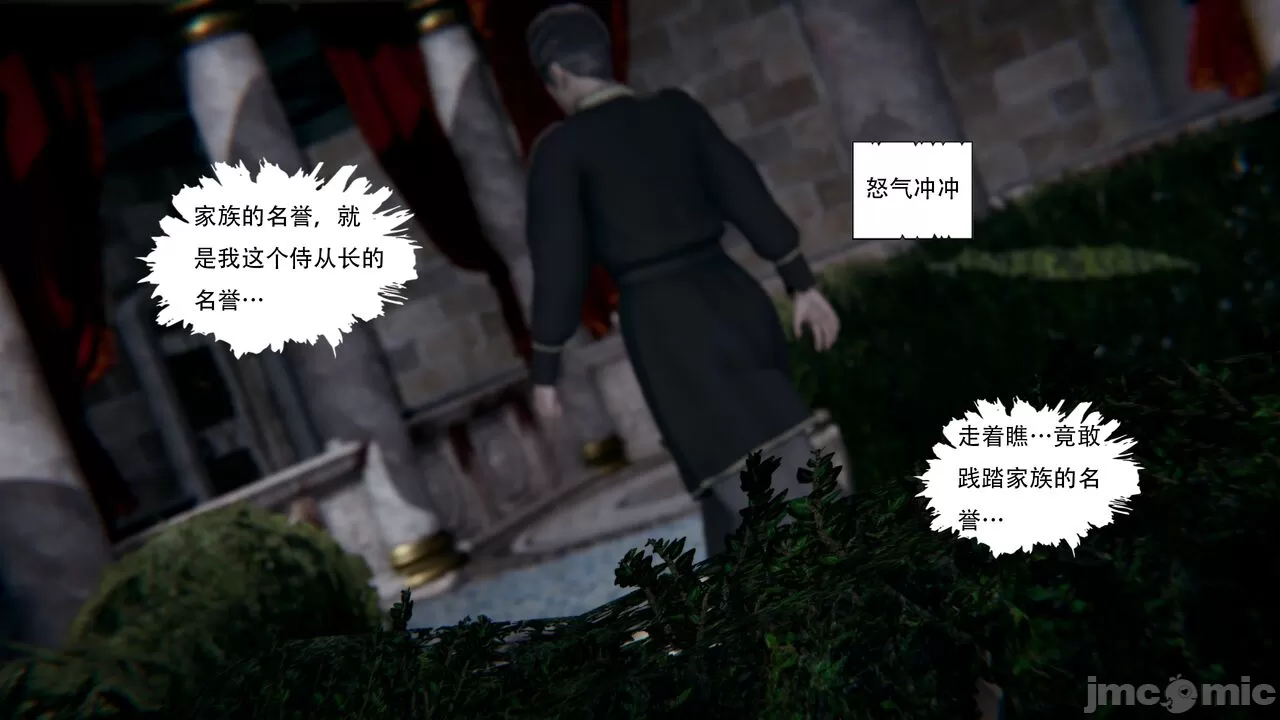 家族的名誉，就
是我这个侍从长的
名誉…
怒气冲冲
走着瞧…竟敢
践踏家族的名
誉…
jmcomic